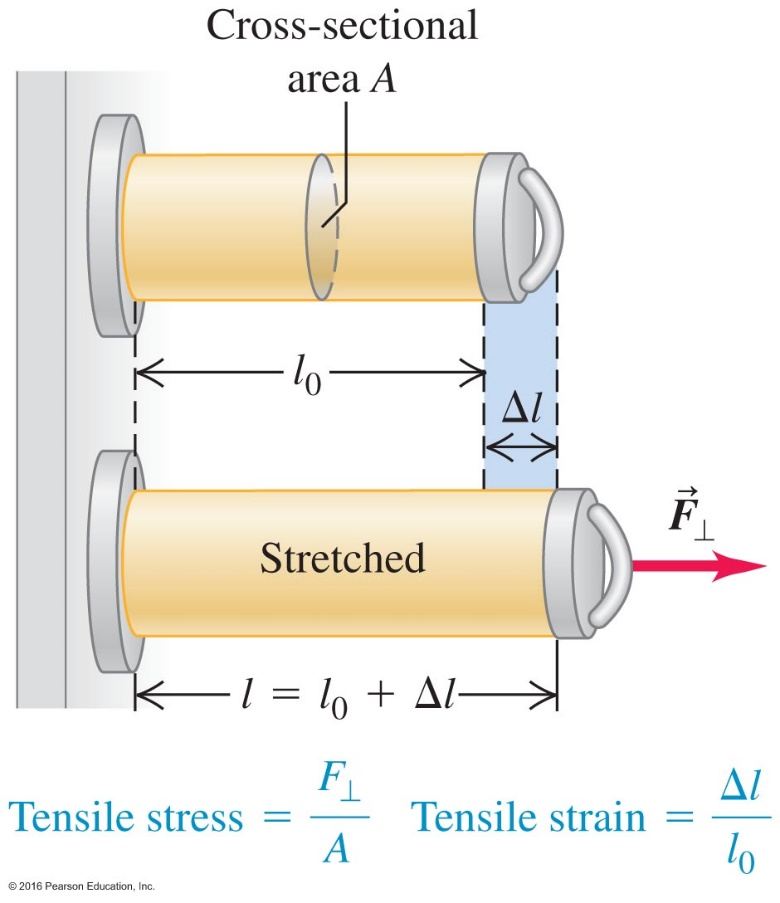 Cross-sectional
area A
l₀
Δl
F⃗⊥
Stretched
l = l₀ + Δl
Tensile stress = F⊥/A Tensile strain = Δl/l₀
© 2016 Pearson Education, Inc.